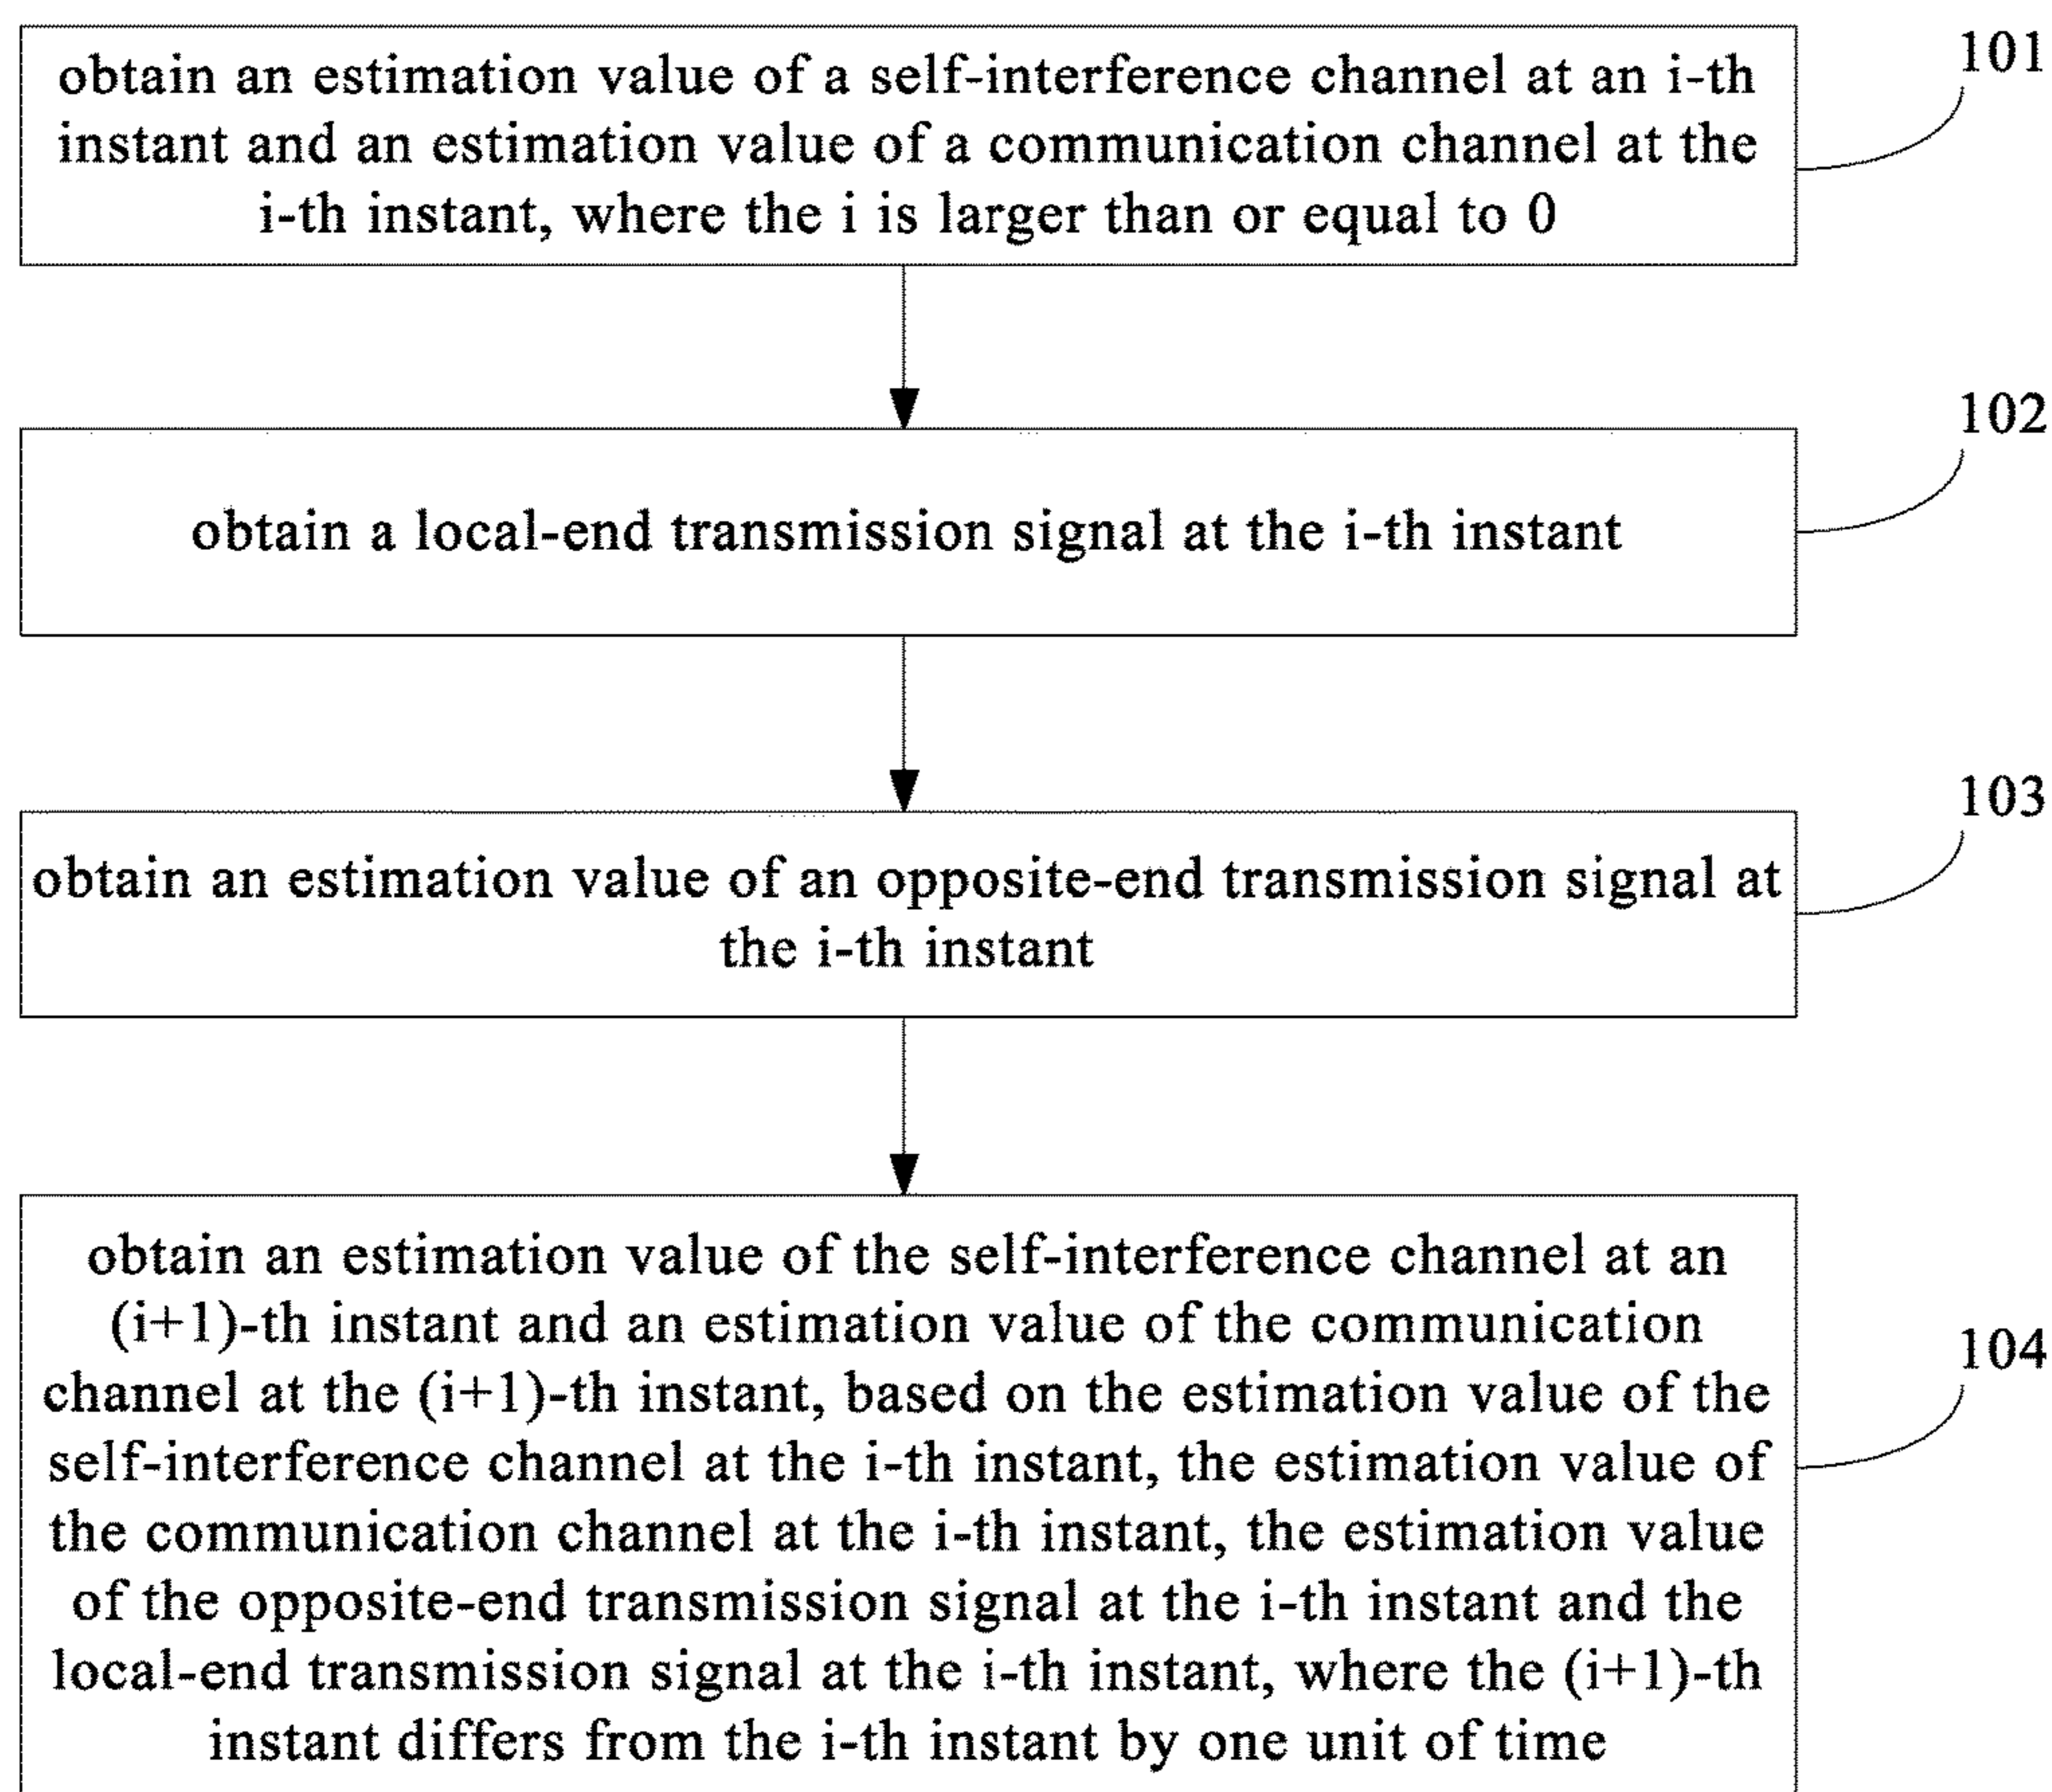 obtain an estimation value of a self-interference channel at an i-th
instant and an estimation value of a communication channel at the
i-th instant, where the i is larger than or equal to 0
101
obtain a local-end transmission signal at the i-th instant
102
obtain an estimation value of an opposite-end transmission signal at
the i-th instant
103
obtain an estimation value of the self-interference channel at an
(i+1)-th instant and an estimation value of the communication
channel at the (i+1)-th instant, based on the estimation value of the
self-interference channel at the i-th instant, the estimation value of
the communication channel at the i-th instant, the estimation value
of the opposite-end transmission signal at the i-th instant and the
local-end transmission signal at the i-th instant, where the (i+1)-th
instant differs from the i-th instant by one unit of time
104